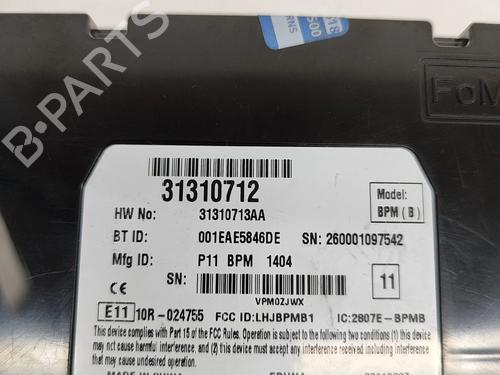 B-PARTS
FoM
31310712
Model:
BPM ( B )
HW No: 31310713AA
BT ID: 001EAE5846DE SN: 260001097542
Mfg ID: P11 BPM 1404
SN: 11
VPM0ZJWX
E11 10R-024755 FCC ID:LHJBPMB1 IC:2807E-BPMB
This device complies with Part 15 of the FCC Rules. Operation is subject to the following two conditions (1) this device may
not cause harmful interference, and (2) this device must accept any interference received, including interference
that may cause undesired operation.